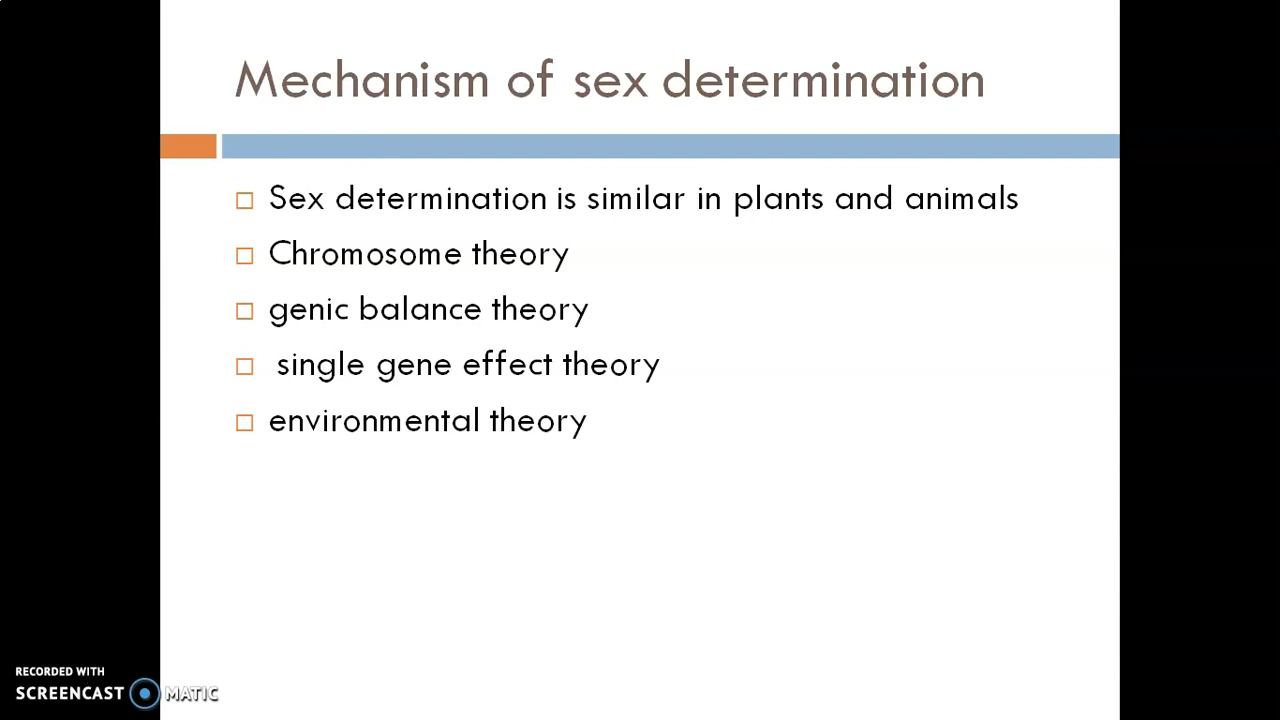 Mechanism of sex determination
Sex determination is similar in plants and animals
Chromosome theory
genic balance theory
single gene effect theory
environmental theory
RECORDED WITH
SCREENCAST MATIC